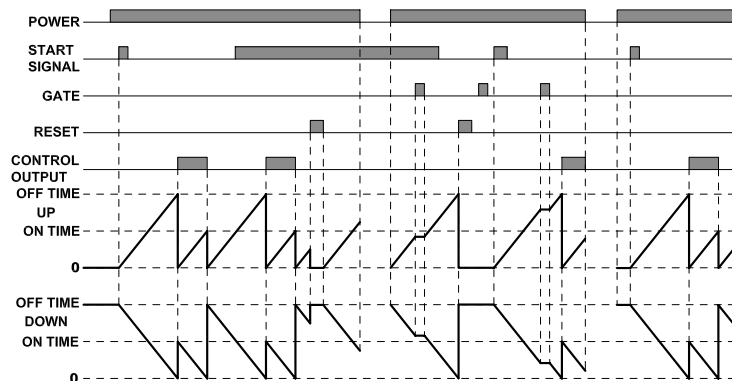 POWER
START
SIGNAL
GATE
RESET
CONTROL
OUTPUT
OFF TIME
UP
ON TIME
0
OFF TIME
DOWN
ON TIME
0